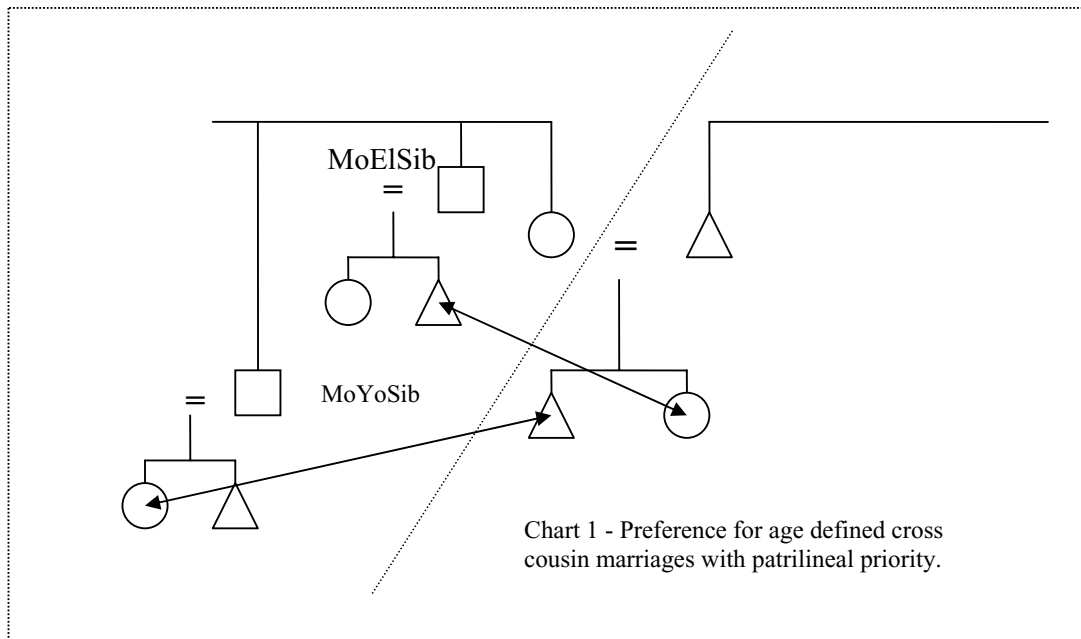 MoElSib
=
=
MoYoSib
=
Chart 1 - Preference for age defined cross
cousin marriages with patrilineal priority.